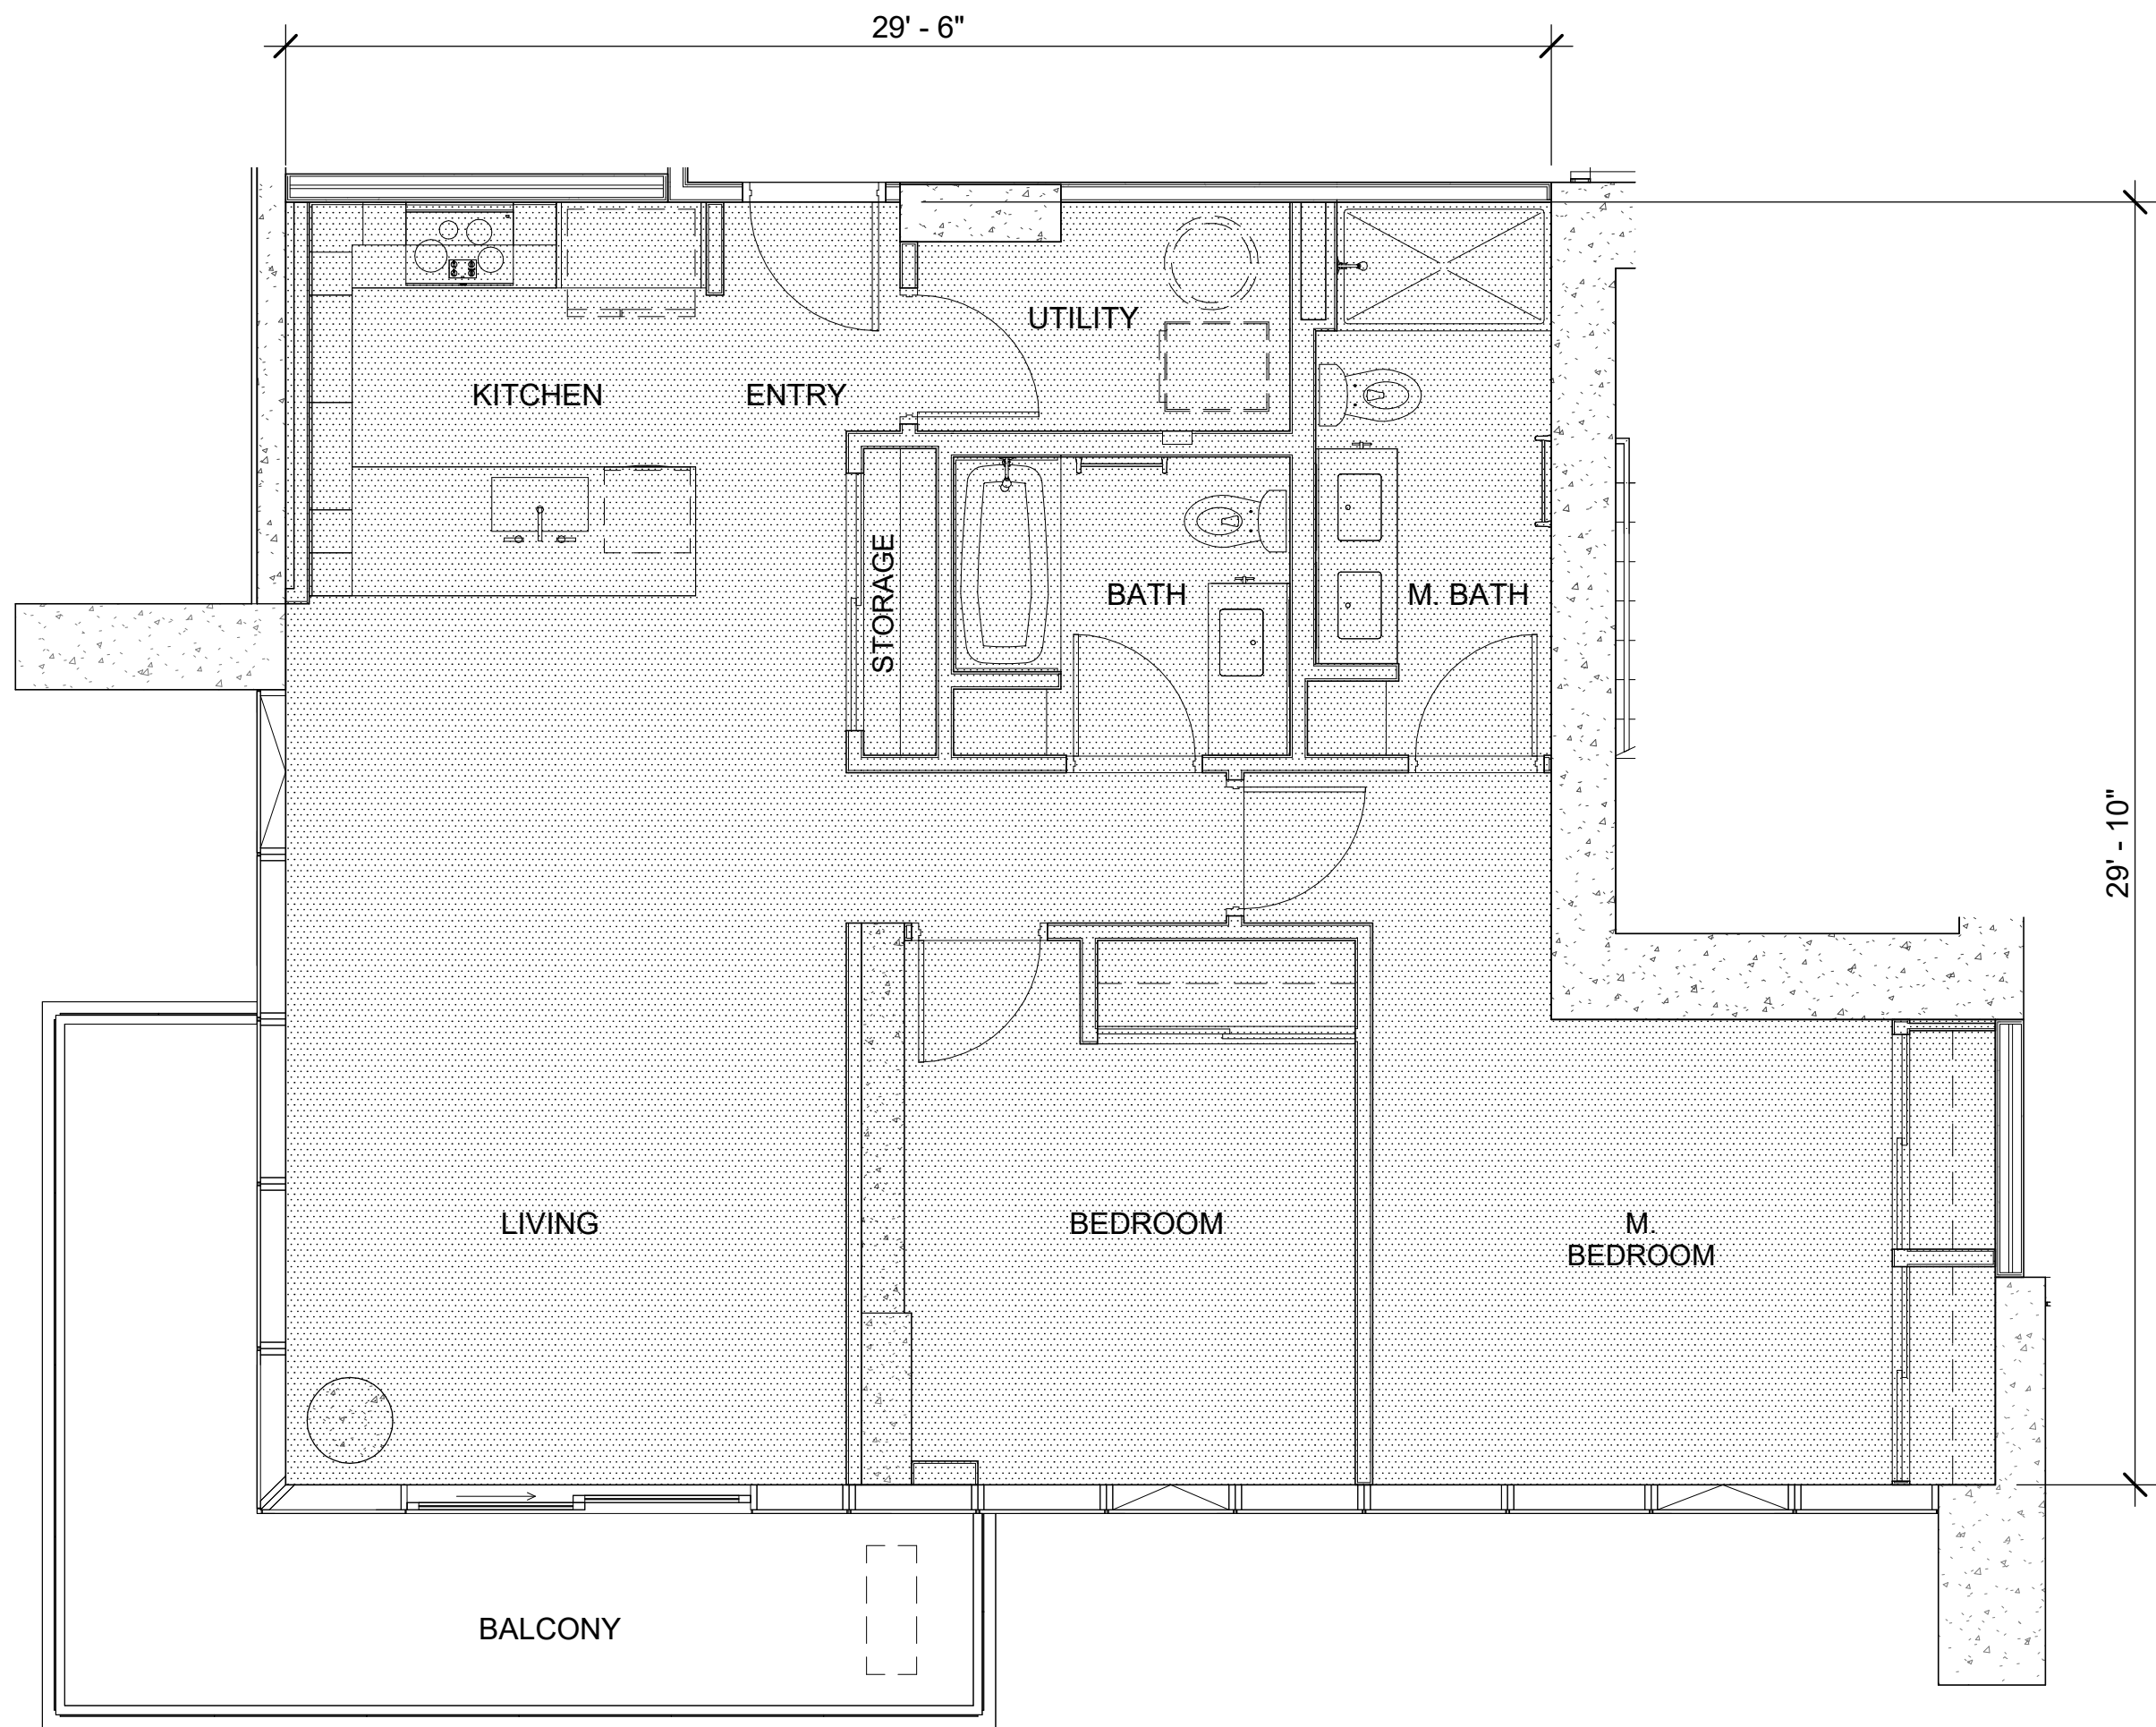 29' - 6"
UTILITY
KITCHEN
ENTRY
STORAGE
BATH
M. BATH
29' - 10"
LIVING
BEDROOM
M.
BEDROOM
BALCONY